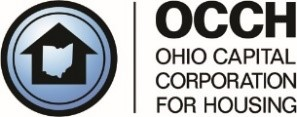 OCCH
OHIO CAPITAL
CORPORATION
FOR HOUSING